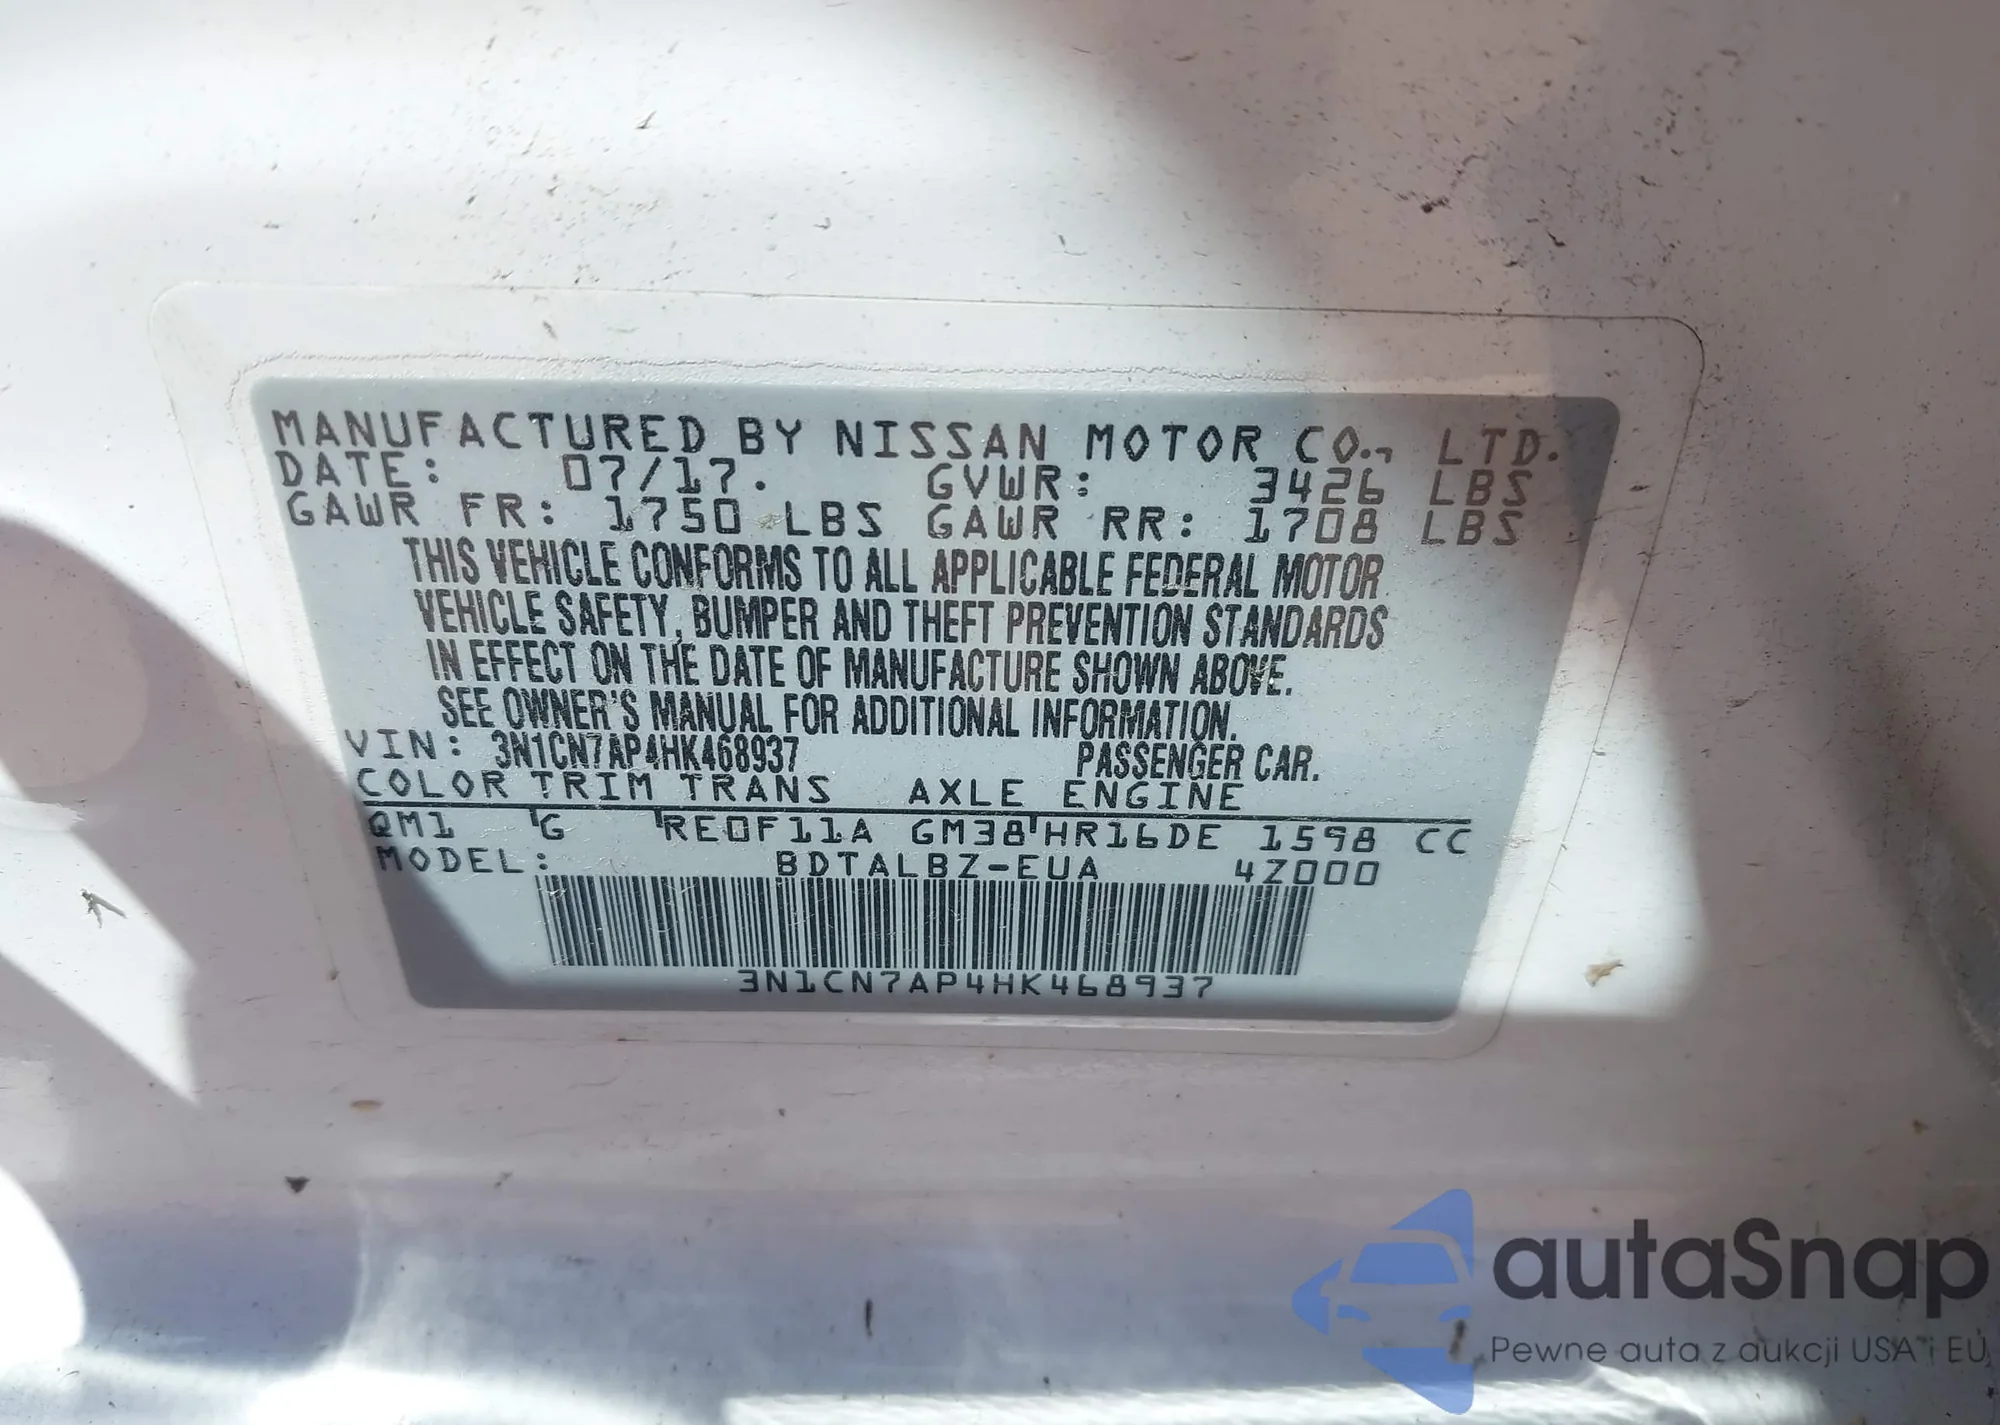 MANUFACTURED BY NISSAN MOTOR CO., LTD.
DATE: 07/17. GVWR: 3426 LBS
GAWR FR: 1750 LBS GAWR RR: 1708 LBS
THIS VEHICLE CONFORMS TO ALL APPLICABLE FEDERAL MOTOR
VEHICLE SAFETY, BUMPER AND THEFT PREVENTION STANDARDS
IN EFFECT ON THE DATE OF MANUFACTURE SHOWN ABOVE.
SEE OWNER'S MANUAL FOR ADDITIONAL INFORMATION.
VIN: 3N1CN7AP4HK468937 PASSENGER CAR.
COLOR TRIM TRANS AXLE ENGINE
QM1 G RE0F11A GM38 HR16DE 1598 CC
MODEL: BDTALBZ-EUA 4Z000
3N1CN7AP4HK468937
autaSnap
Pewne auta z aukcji USA i EU